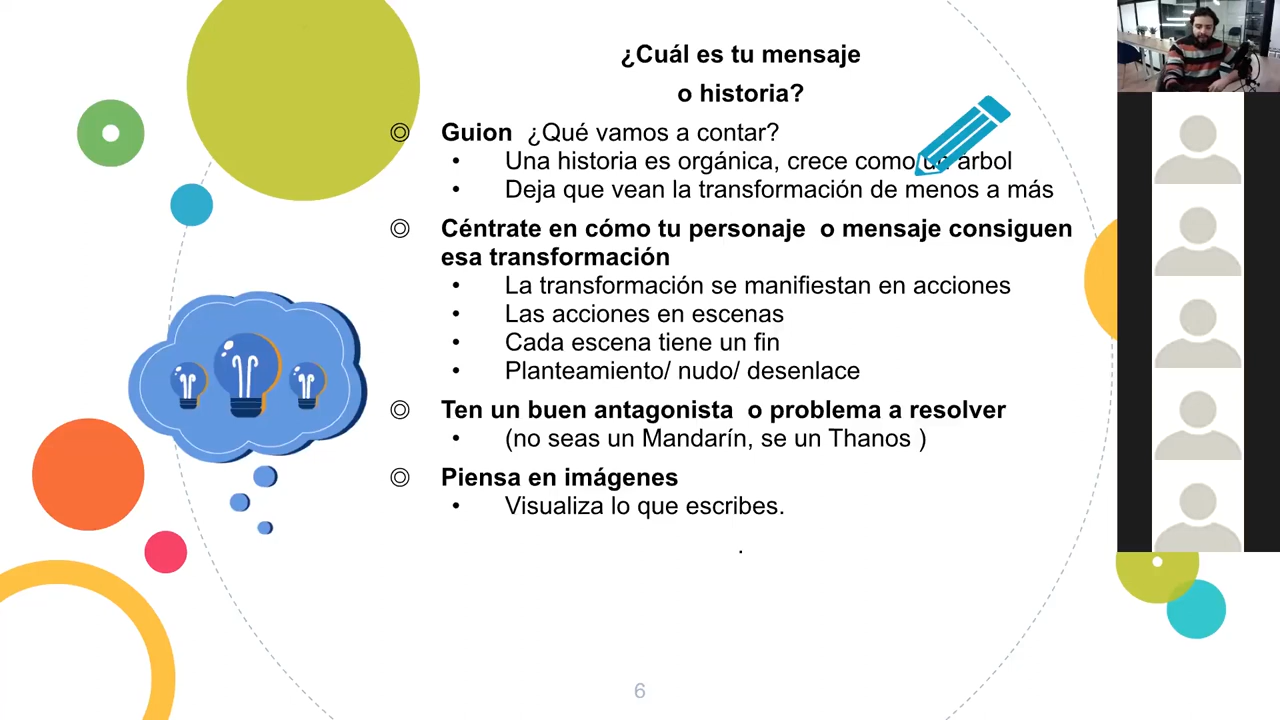 ¿Cuál es tu mensaje
o historia?
Guion ¿Qué vamos a contar?
• Una historia es orgánica, crece como un árbol
• Deja que vean la transformación de menos a más
Céntrate en cómo tu personaje o mensaje consiguen
esa transformación
• La transformación se manifiestan en acciones
• Las acciones en escenas
• Cada escena tiene un fin
• Planteamiento/ nudo/ desenlace
Ten un buen antagonista o problema a resolver
• (no seas un Mandarín, se un Thanos )
Piensa en imágenes
• Visualiza lo que escribes.
.
6